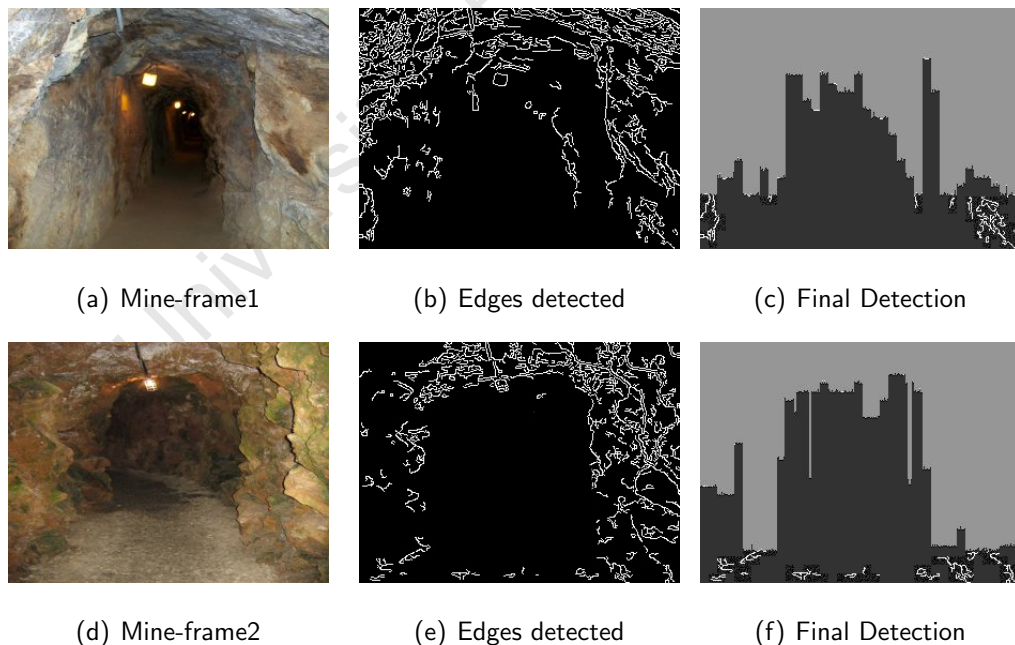 (a) Mine-frame1 (b) Edges detected (c) Final Detection
(d) Mine-frame2 (e) Edges detected (f) Final Detection